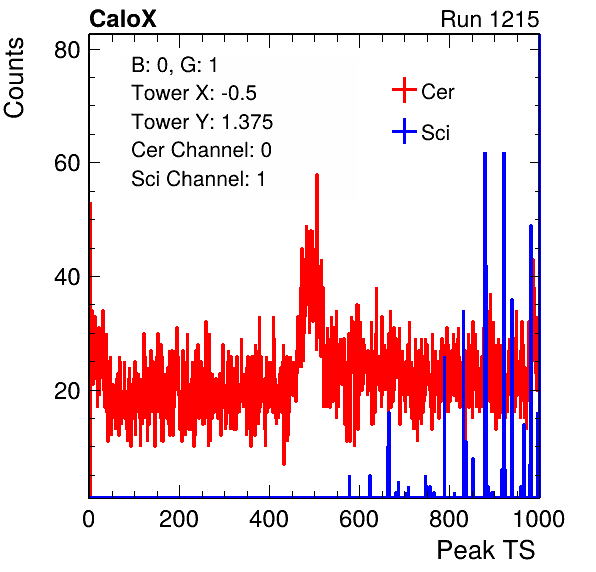 CaloX Run 1215
Counts
80
60
40
20
B: 0, G: 1
Tower X: -0.5
Tower Y: 1.375
Cer Channel: 0
Sci Channel: 1
Cer
Sci
0 200 400 600 800 1000
Peak TS